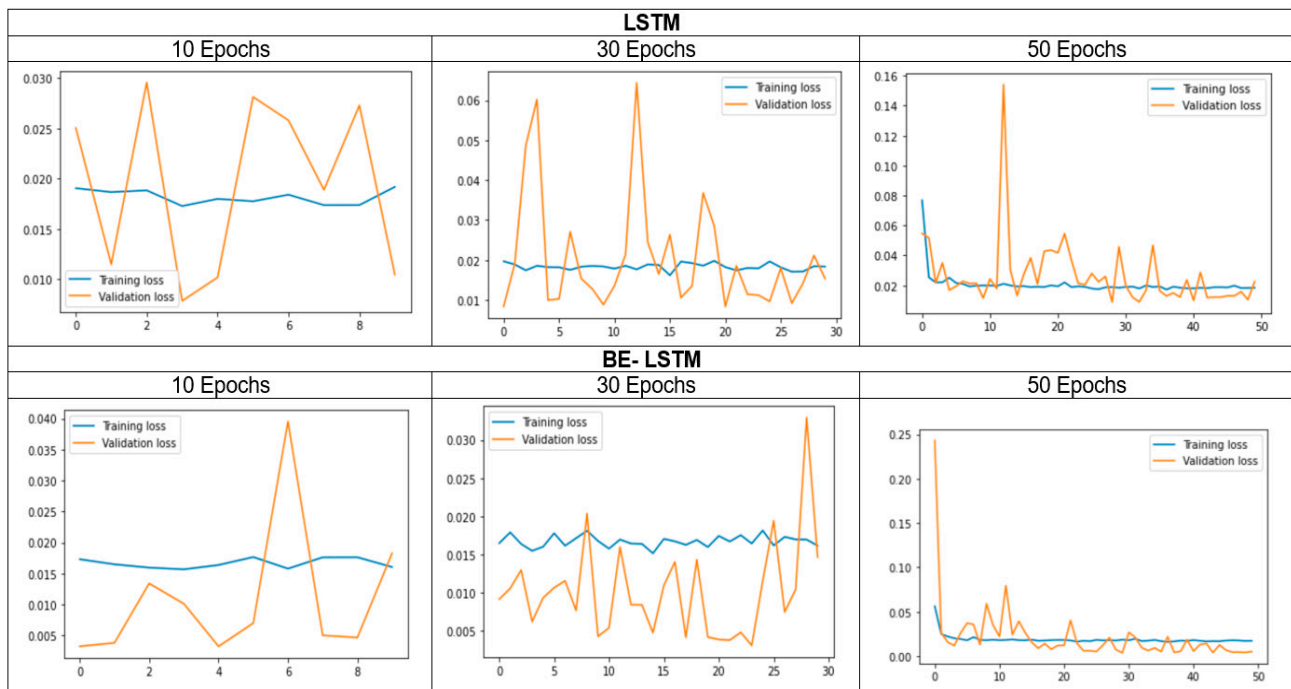 LSTM
10 Epochs 30 Epochs 50 Epochs
0.030
0.025
0.020
0.015
0.010
0 2 4 6 8
Training loss
Validation loss
0.06
0.05
0.04
0.03
0.02
0.01
0 5 10 15 20 25 30
Training loss
Validation loss
0.16
0.14
0.12
0.10
0.08
0.06
0.04
0.02
0 10 20 30 40 50
Training loss
Validation loss
BE- LSTM
10 Epochs 30 Epochs 50 Epochs
0.040
0.035
0.030
0.025
0.020
0.015
0.010
0.005
0 2 4 6 8
Training loss
Validation loss
0.030
0.025
0.020
0.015
0.010
0.005
0 5 10 15 20 25 30
Training loss
Validation loss
0.25
0.20
0.15
0.10
0.05
0.00
0 10 20 30 40 50
Training loss
Validation loss